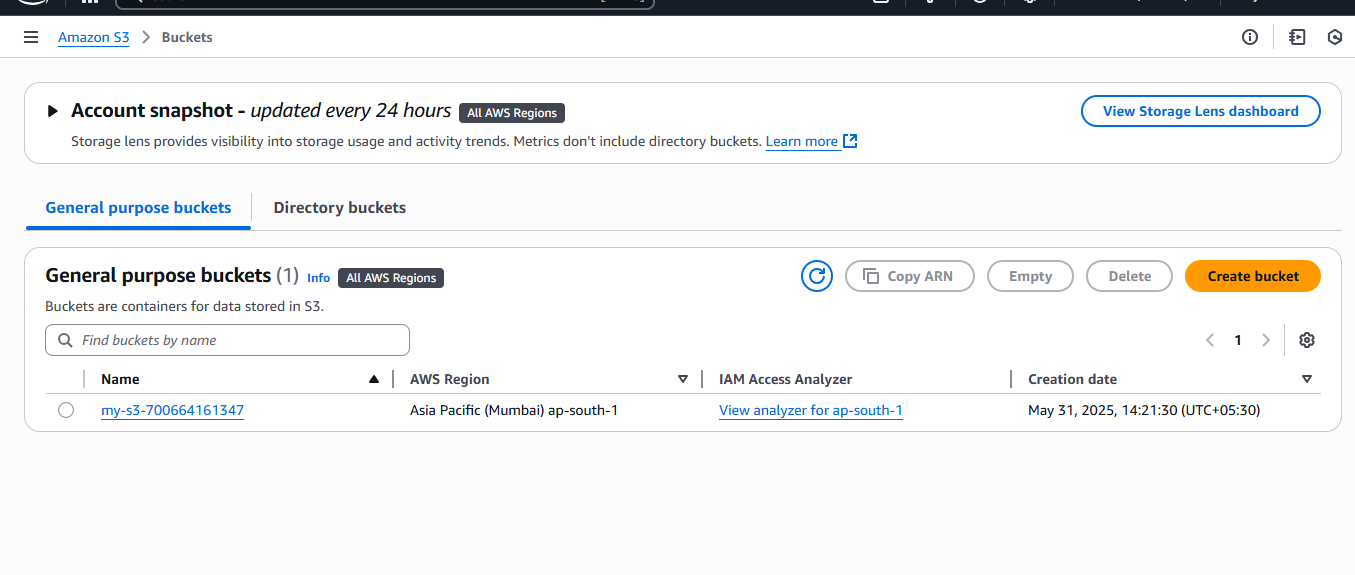 Amazon S3 > Buckets
Account snapshot - updated every 24 hours All AWS Regions View Storage Lens dashboard
Storage lens provides visibility into storage usage and activity trends. Metrics don't include directory buckets. Learn more
General purpose buckets Directory buckets
General purpose buckets (1) Info All AWS Regions Copy ARN Empty Delete Create bucket
Buckets are containers for data stored in S3.
Find buckets by name 1
Name AWS Region IAM Access Analyzer Creation date
my-s3-700664161347 Asia Pacific (Mumbai) ap-south-1 View analyzer for ap-south-1 May 31, 2025, 14:21:30 (UTC+05:30)